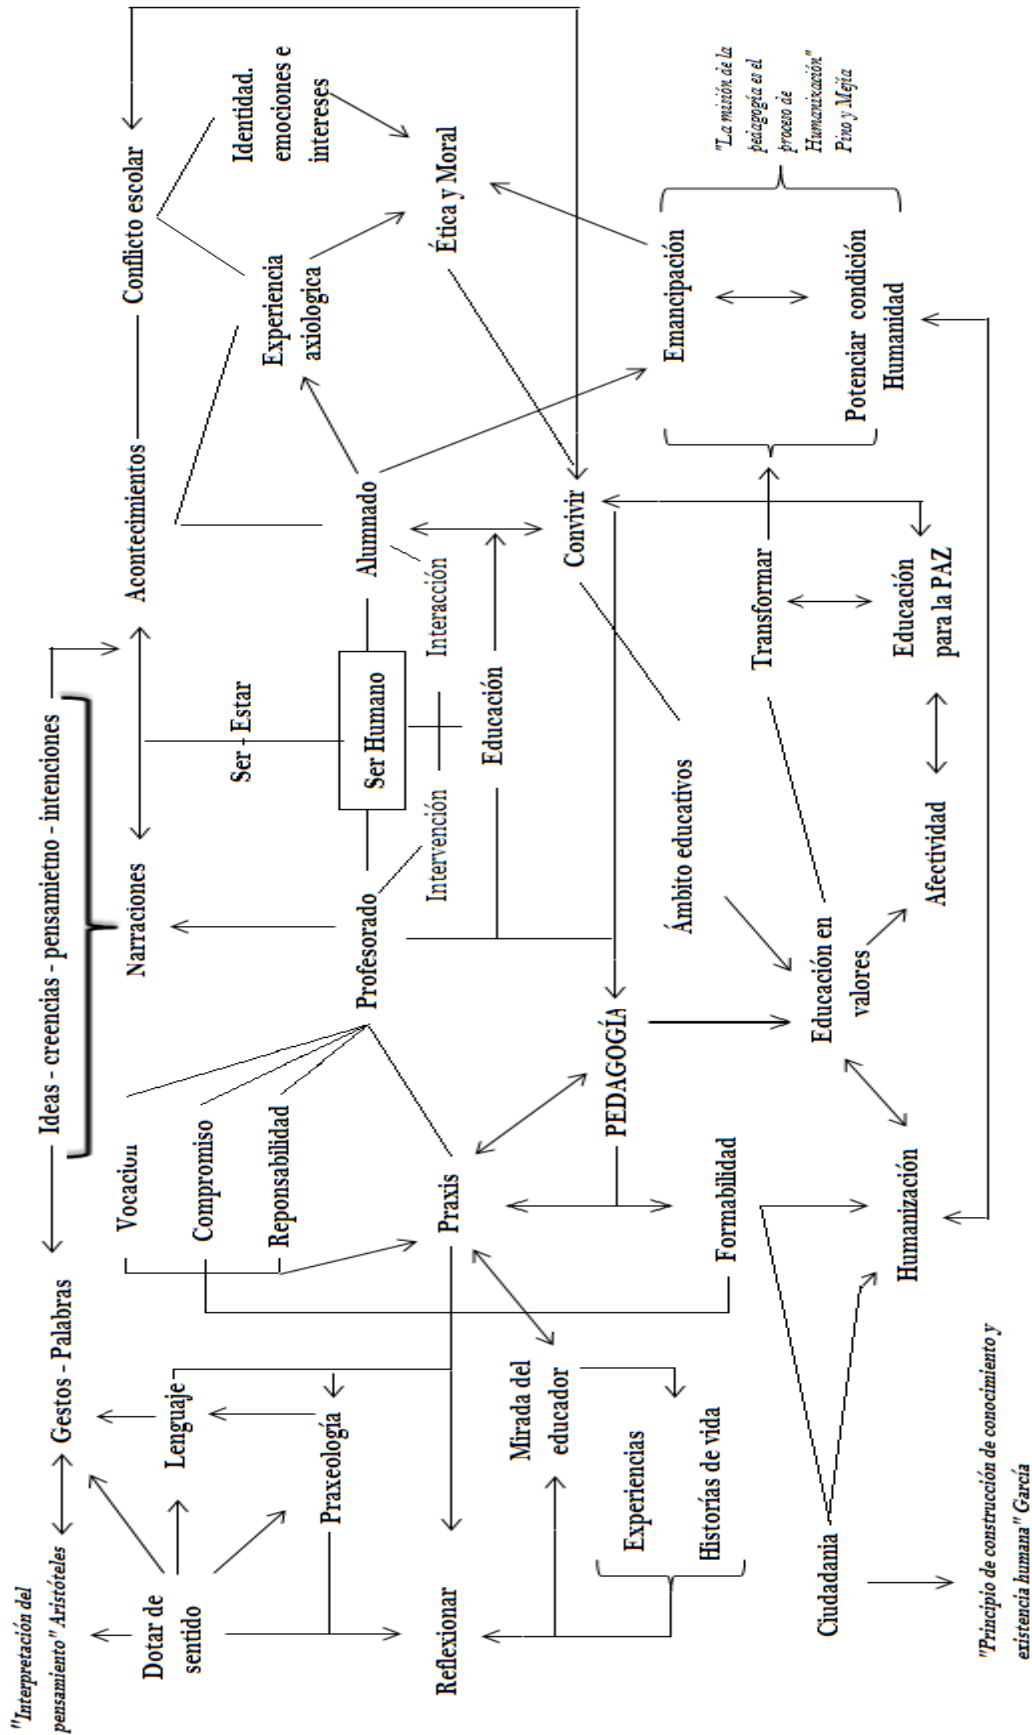 "Interpretación del
pensamiento" Aristóteles
Gestos - Palabras
Ideas - creencias - pensamietno - intenciones
Dotar de
sentido
Lenguaje
Vocación
Narraciones
Acontecimientos
Conflicto escolar
Compromiso
Ser - Estar
Identidad.
emociones e
intereses
Praxeología
Reponsabilidad
Experiencia
axiologica
Profesorado
Ser Humano
Alumnado
Reflexionar
Praxis
Intervención
Interacción
Ética y Moral
Educación
Mirada del
educador
PEDAGOGÍA
Convivir
Experiencias
Historías de vida
Formabilidad
Ámbito educativos
Emancipación
Transformar
"La misión de la
pedagogía es el
proceso de
Humanización"
Pino y Mejía
Ciudadania
Educación en
valores
Potenciar condición
Humanidad
Humanización
Afectividad
Educación
para la PAZ
"Principio de construcción de conocimiento y
existencia humana" García